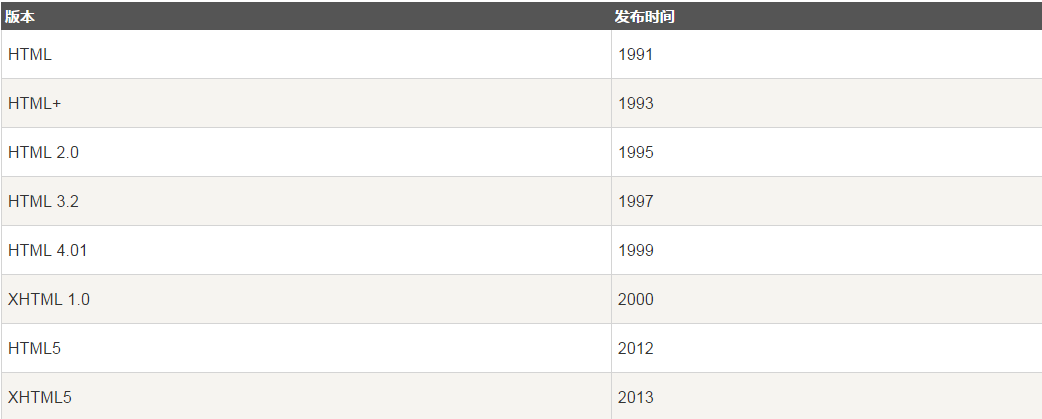 版本 发布时间
HTML 1991
HTML+ 1993
HTML 2.0 1995
HTML 3.2 1997
HTML 4.01 1999
XHTML 1.0 2000
HTML5 2012
XHTML5 2013